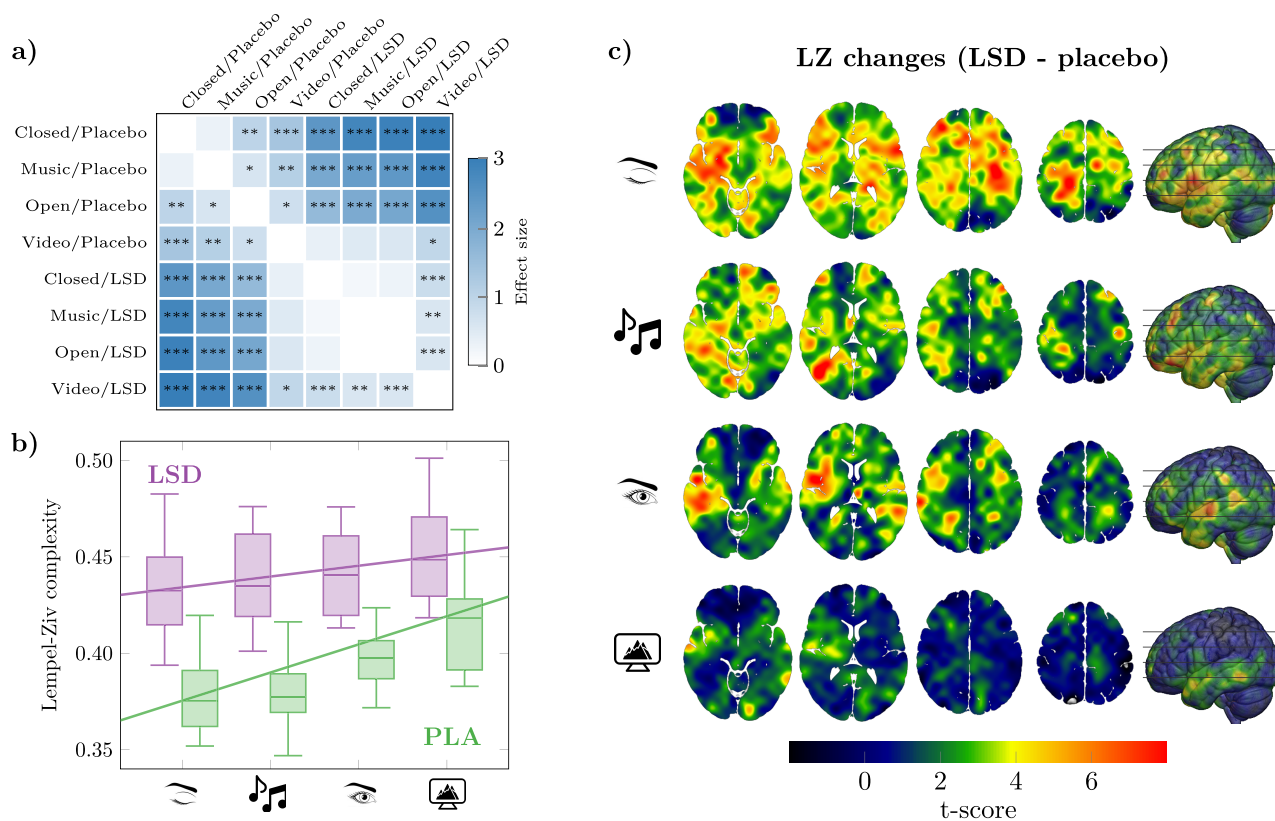 a)
Closed/Placebo
Music/Placebo
Open/Placebo
Video/Placebo
Closed/LSD
Music/LSD
Open/LSD
Video/LSD
Closed/Placebo ** *** *** *** *** ***
Music/Placebo * ** *** *** *** ***
Open/Placebo ** * * *** *** *** ***
Video/Placebo *** ** * *
Closed/LSD *** *** *** ***
Music/LSD *** *** *** **
Open/LSD *** *** *** ***
Video/LSD *** *** *** * *** ** ***
3
2
1
0
Effect size
b)
Lempel-Ziv complexity
0.50
0.45
0.40
0.35
LSD
PLA
c)
LZ changes (LSD - placebo)
0 2 4 6
t-score